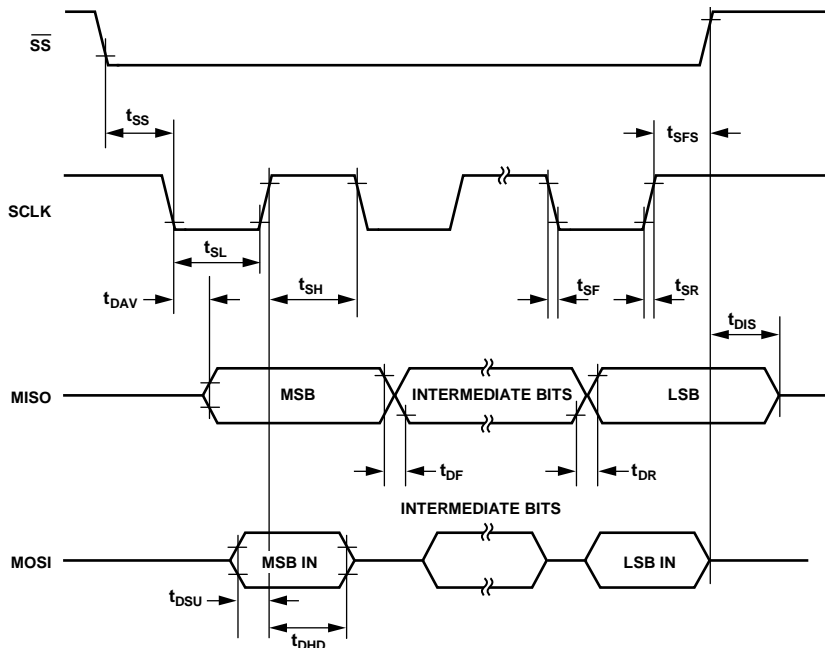 SS
tSS
tSFS
SCLK
tSL
tSH
tSF
tSR
tDAV
tDIS
MISO
MSB
INTERMEDIATE BITS
LSB
tDF
tDR
INTERMEDIATE BITS
MOSI
MSB IN
LSB IN
tDSU
tDHD